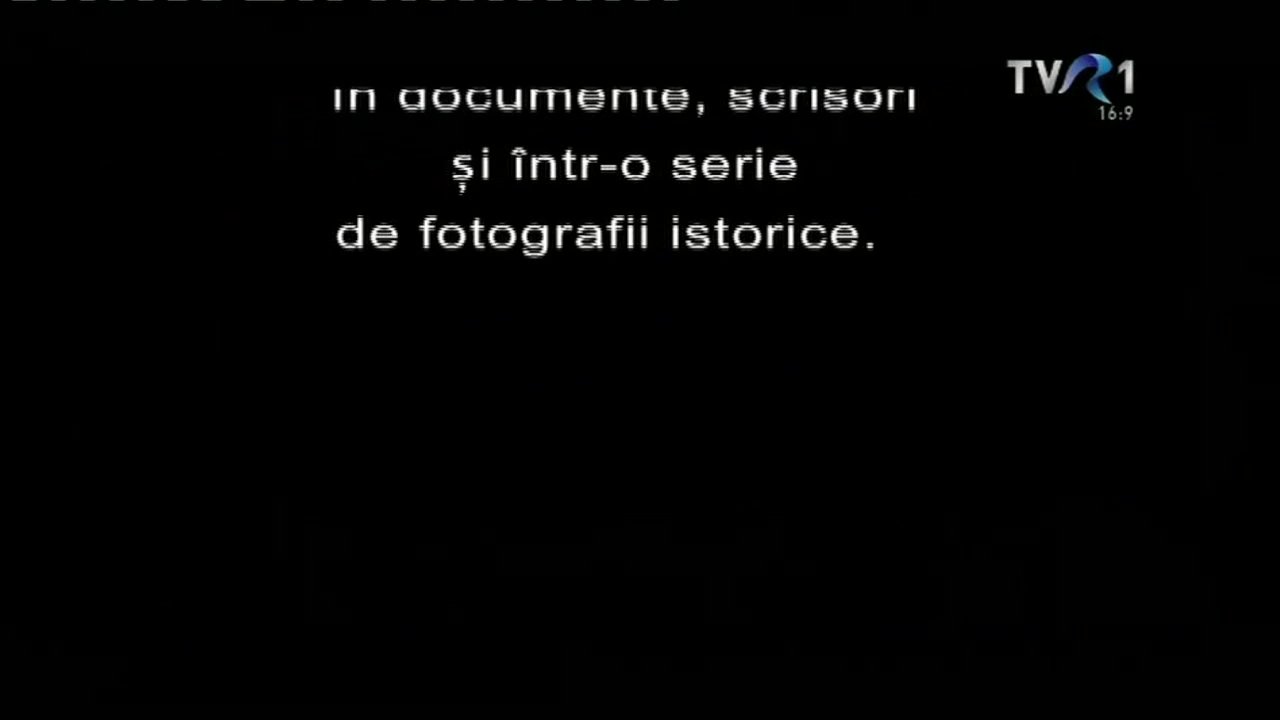 în documente, scrisori
și într-o serie
de fotografii istorice.
TVR1
16:9